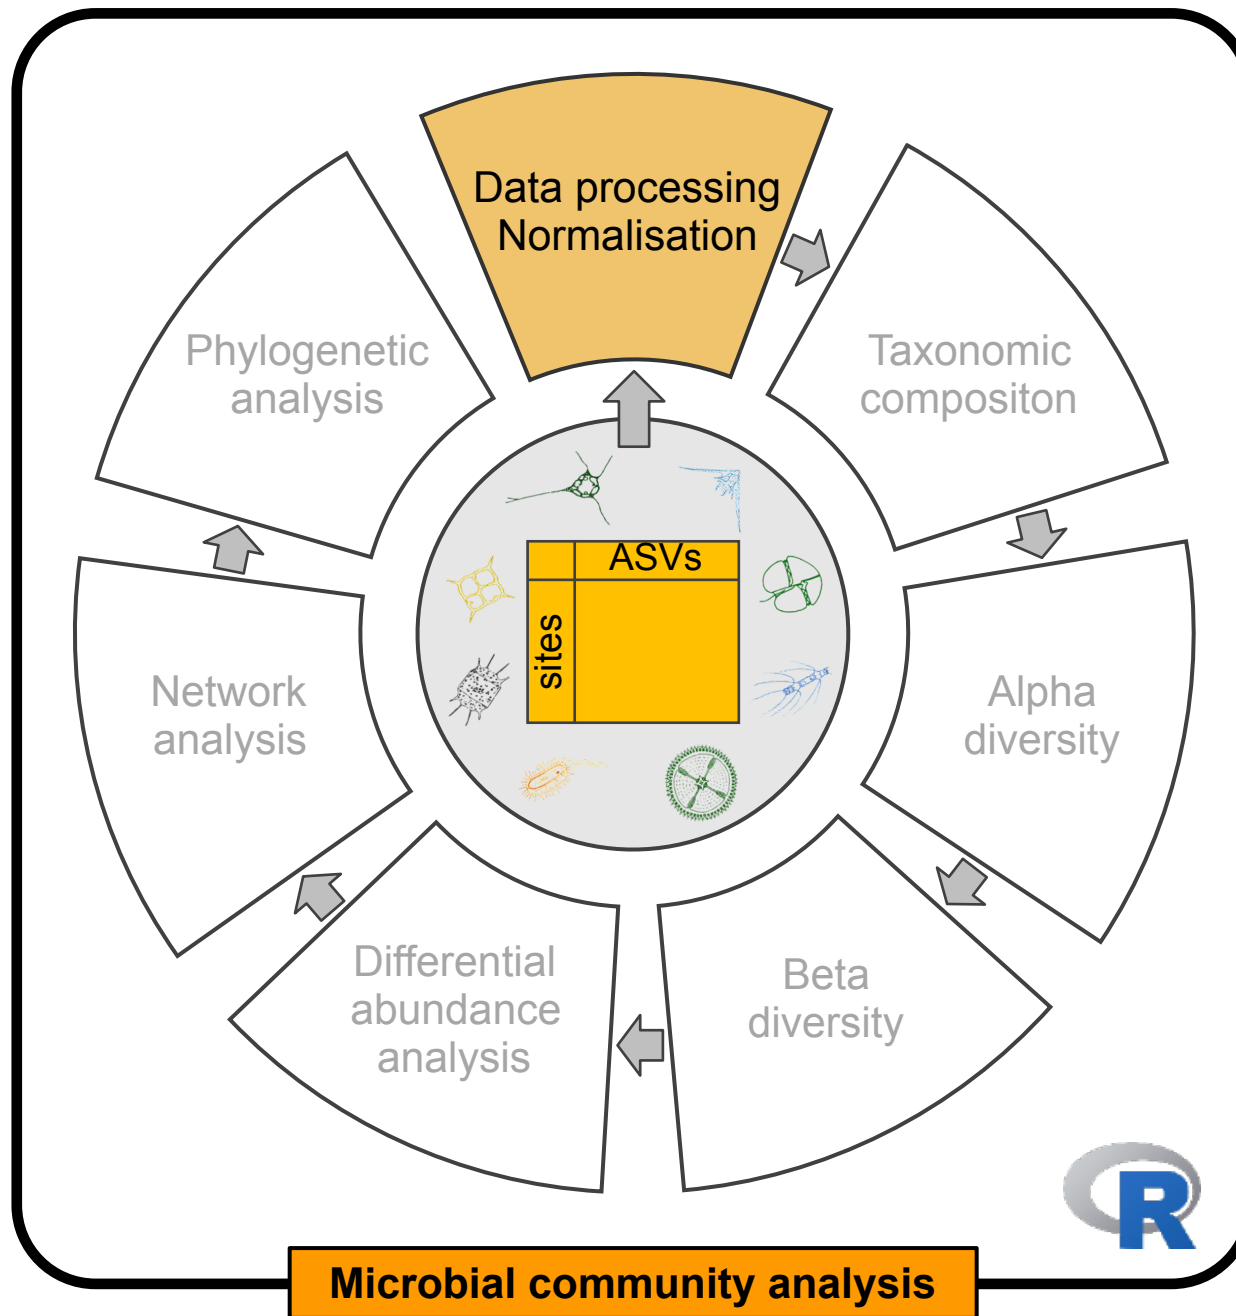 Data processing
Normalisation
Taxonomic
compositon
Alpha
diversity
Beta
diversity
Differential
abundance
analysis
Network
analysis
Phylogenetic
analysis
ASVs
sites
R
Microbial community analysis